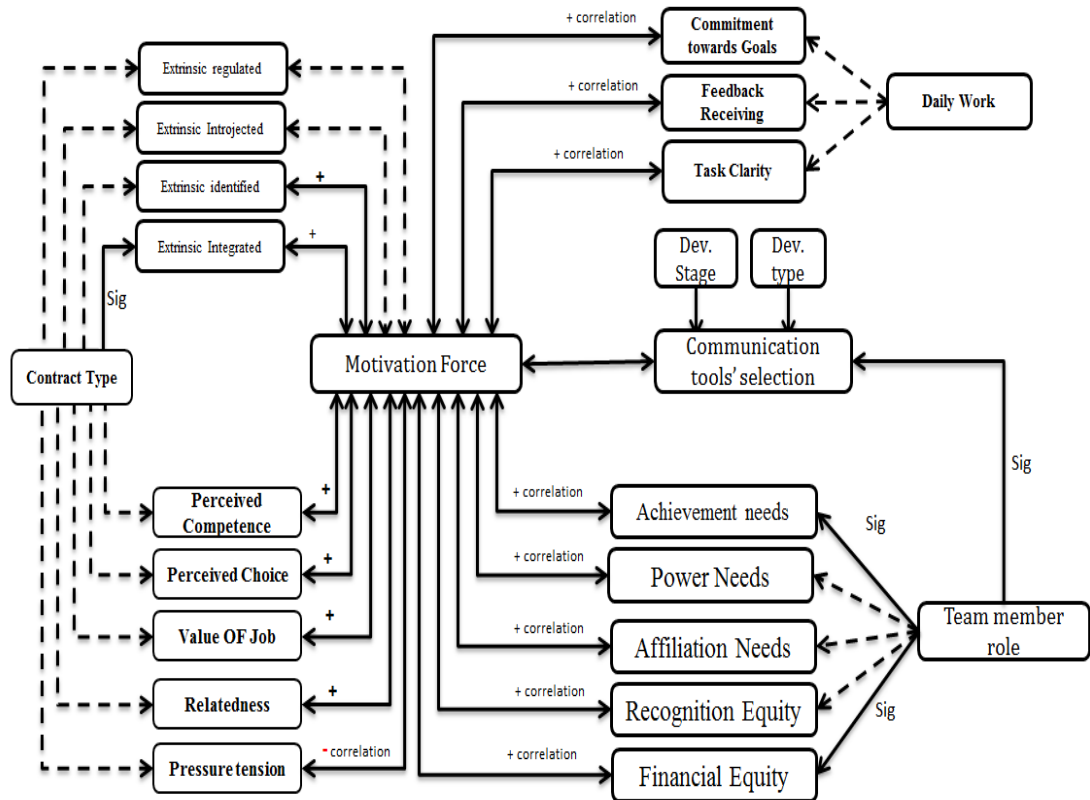 + correlation
Commitment
towards Goals
Extrinsic regulated
+ correlation
Feedback
Receiving
Daily Work
Extrinsic Introjected
+ correlation
Task Clarity
Extrinsic identified
+
Extrinsic Integrated
+
Dev.
Stage
Dev.
type
Sig
Contract Type
Motivation Force
Communication
tools' selection
Sig
Perceived
Competence
+
+ correlation
Achievement needs
Sig
Perceived Choice
+
+ correlation
Power Needs
Value OF Job
+
+ correlation
Affiliation Needs
Team member
role
Relatedness
+
+ correlation
Recognition Equity
Sig
Pressure tension
- correlation
+ correlation
Financial Equity